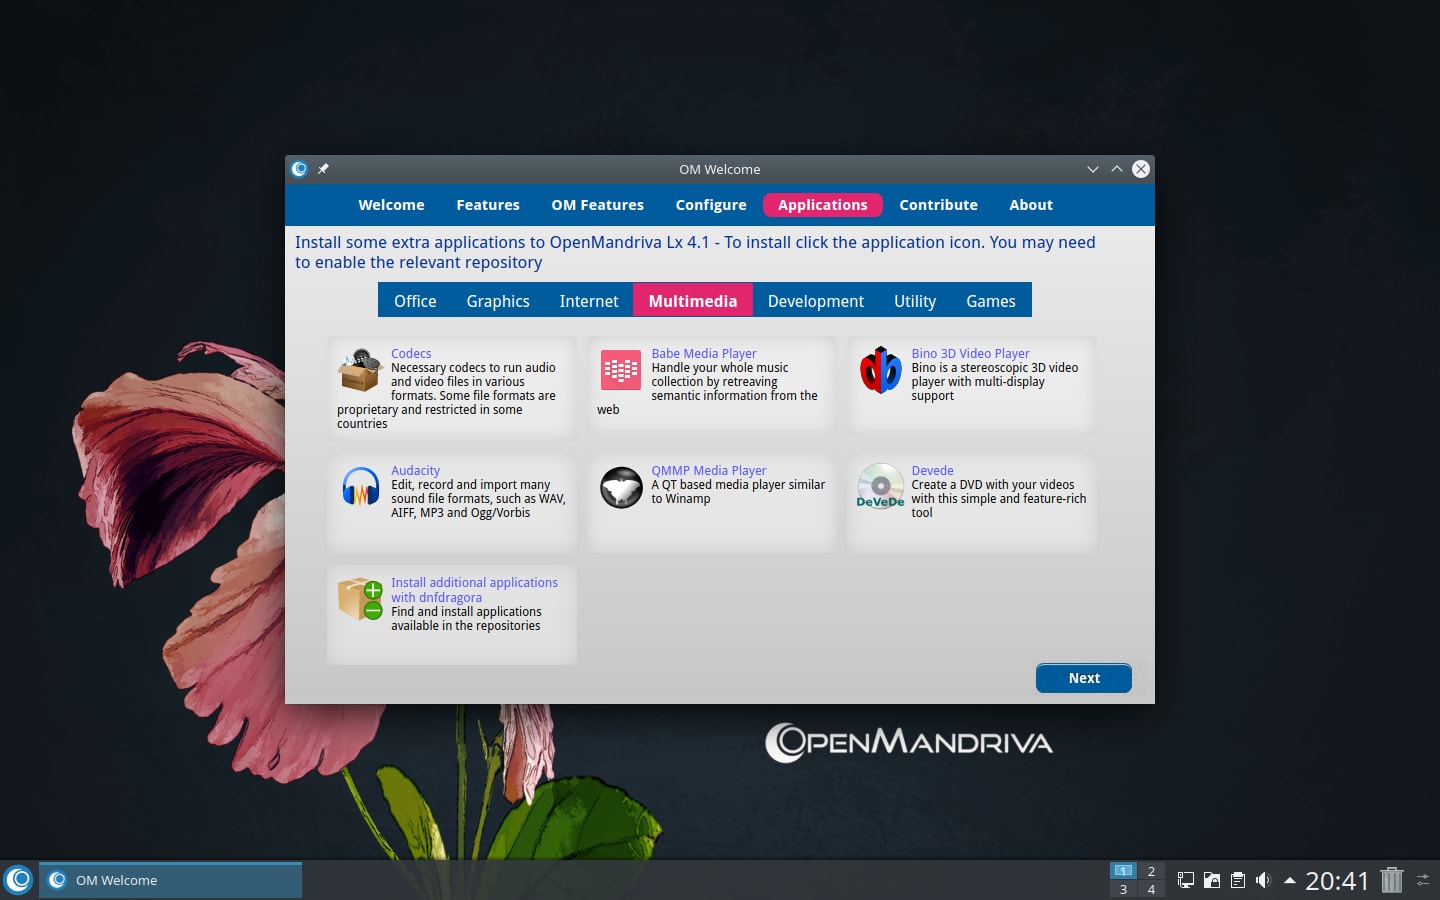 OM Welcome
Welcome
Features
OM Features
Configure
Applications
Contribute
About
Install some extra applications to OpenMandriva Lx 4.1 - To install click the application icon. You may need
to enable the relevant repository
Office
Graphics
Internet
Multimedia
Development
Utility
Games
Codecs
Necessary codecs to run audio
and video files in various
formats. Some file formats are
proprietary and restricted in some
countries
Babe Media Player
Handle your whole music
collection by retreaving
semantic information from the
web
Bino 3D Video Player
Bino is a stereoscopic 3D video
player with multi-display
support
Audacity
Edit, record and import many
sound file formats, such as WAV,
AIFF, MP3 and Ogg/Vorbis
QMMP Media Player
A QT based media player similar
to Winamp
DeVeDe
Devede
Create a DVD with your videos
with this simple and feature-rich
tool
Install additional applications
with dnfdragora
Find and install applications
available in the repositories
Next
OpenMandriva
OM Welcome
1
2
3
4
20:41